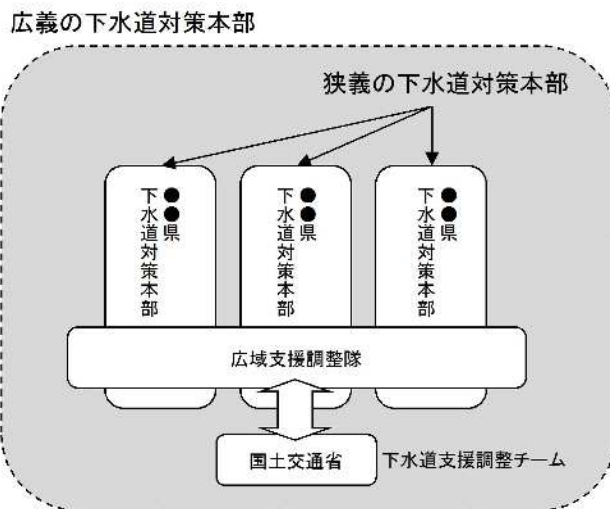 広義の下水道対策本部
狭義の下水道対策本部
●●県
下水道対策本部
●●県
下水道対策本部
●●県
下水道対策本部
広域支援調整隊
国土交通省
下水道支援調整チーム